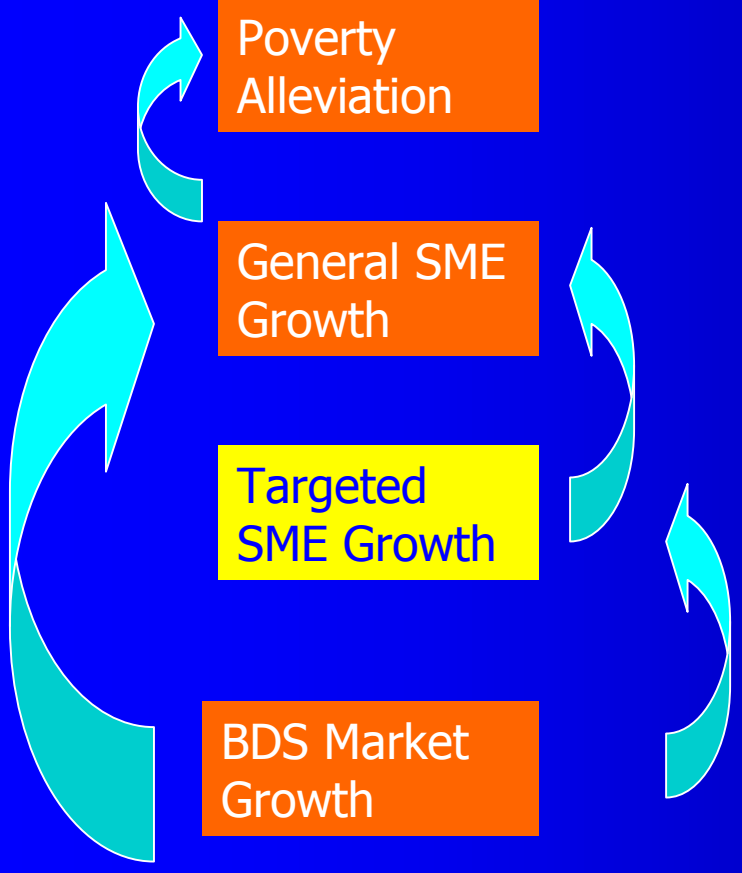 Poverty
Alleviation
General SME
Growth
Targeted
SME Growth
BDS Market
Growth